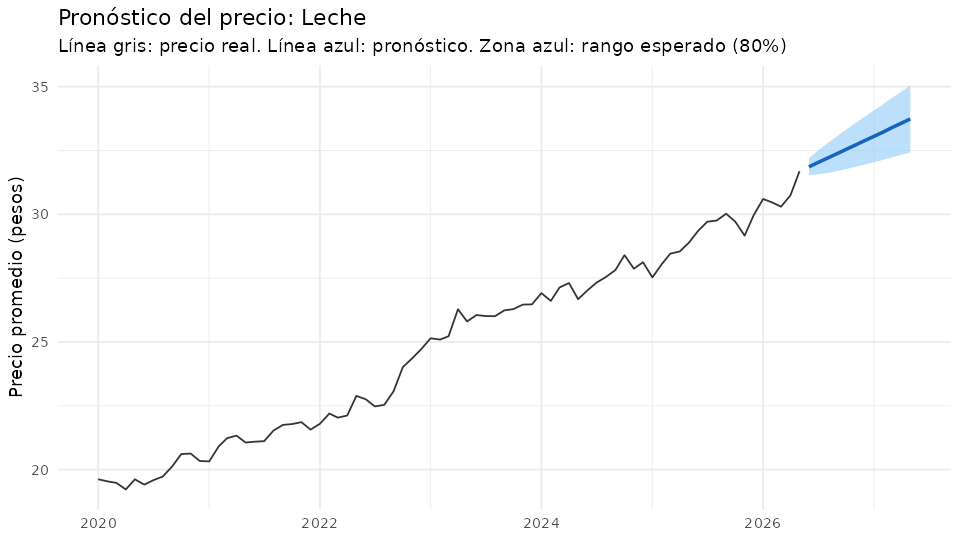 Pronóstico del precio: Leche
Línea gris: precio real. Línea azul: pronóstico. Zona azul: rango esperado (80%)
Precio promedio (pesos)
35
30
25
20
2020
2022
2024
2026